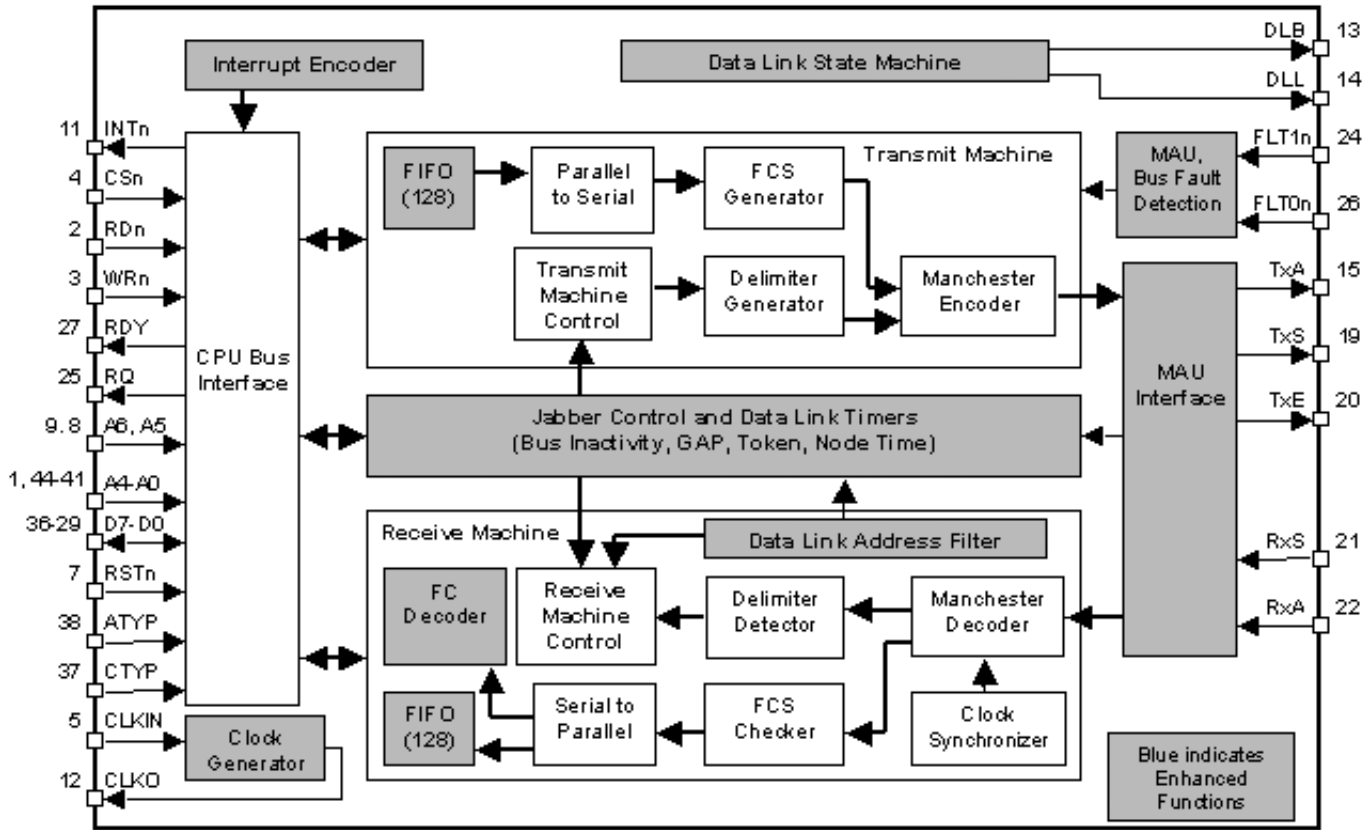 DLB 13
Interrupt Encoder
Data Link State Machine
DLL 14
11 INTn
FLT1n 24
Transmit Machine
MAU,
Bus Fault
Detection
FIFO
(128)
Parallel
to Serial
FCS
Generator
4 CSn
FLT0n 26
2 RDn
3 WRn
Transmit
Machine
Control
Delimiter
Generator
Manchester
Encoder
TxA 15
27 RDY
TxS 19
CPU Bus
Interface
MAU
Interface
25 RQ
TxE 20
9. 8 A6, A5
Jabber Control and Data Link Timers
(Bus Inactivity, GAP, Token, Node Time)
1, 44-41 A4-A0
36-29 D7-D0
Receive Machine
Data Link Address Filter
RxS 21
7 RSTn
FC
Decoder
Receive
Machine
Control
Delimiter
Detector
Manchester
Decoder
RxA 22
38 ATYP
37 CTYP
FIFO
(128)
Serial to
Parallel
FCS
Checker
Clock
Synchronizer
5 CLKIN
Clock
Generator
12 CLKO
Blue indicates
Enhanced
Functions